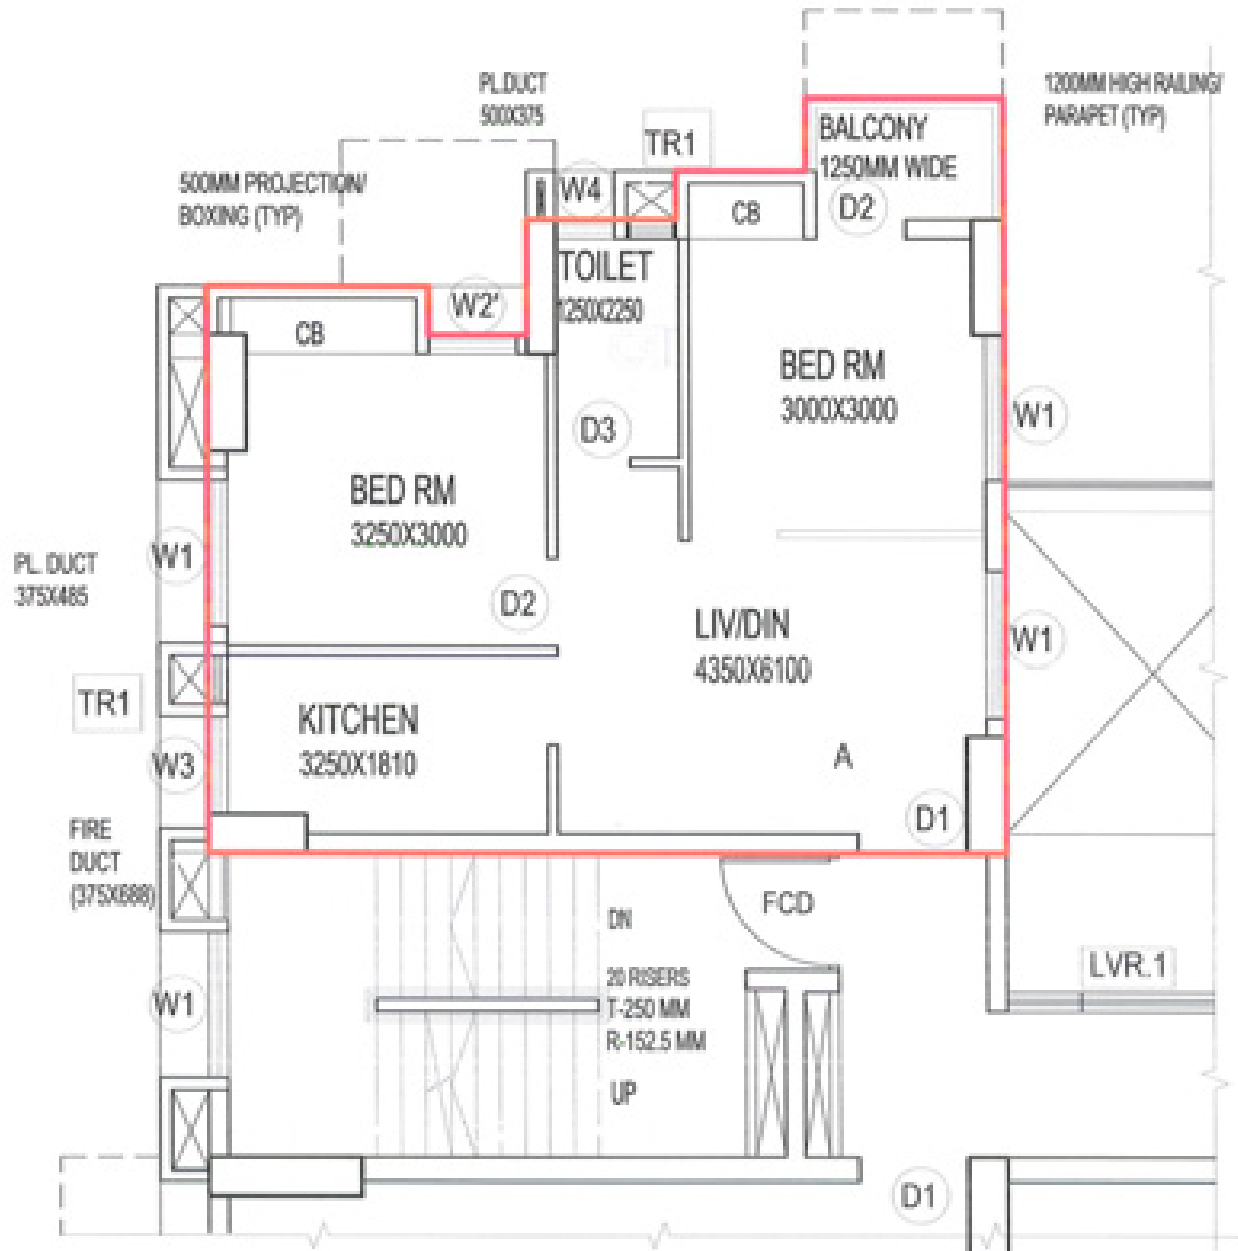 PL.DUCT
500X375
TR1
1200MM HIGH RAILING/
PARAPET (TYP)
BALCONY
1250MM WIDE
500MM PROJECTION/
BOXING (TYP)
W4
CB
D2
TOILET
1250X2250
W2'
CB
BED RM
3000X3000
W1
D3
BED RM
3250X3000
W1
PL. DUCT
375X485
D2
LIV/DIN
4350X6100
W1
TR1
KITCHEN
3250X1810
W3
A
D1
FIRE
DUCT
(375X688)
FCD
DN
LVR.1
20 RISERS
T-250 MM
R-152.5 MM
W1
UP
D1